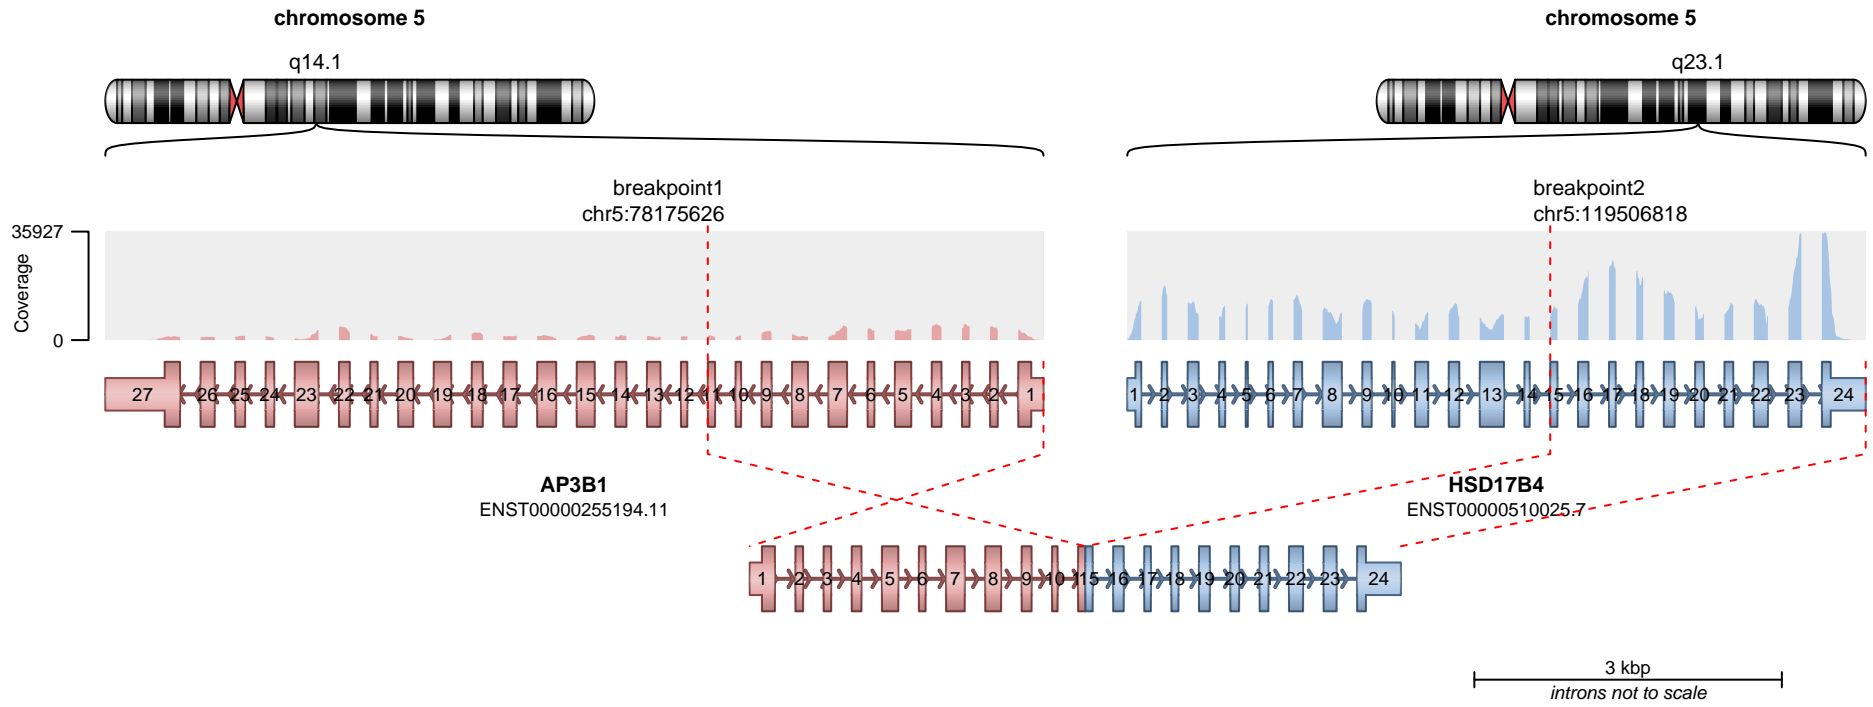 chromosome 5
chromosome 5
q14.1
q23.1
breakpoint1
chr5:78175626
breakpoint2
chr5:119506818
Coverage
35927
0
27 26 25 24 23 22 21 20 19 18 17 16 15 14 13 12 11 10 9 8 7 6 5 4 3 2 1
1 2 3 4 5 6 7 8 9 10 11 12 13 14 15 16 17 18 19 20 21 22 23 24
AP3B1
ENST00000255194.11
HSD17B4
ENST00000510025.7
1 2 3 4 5 6 7 8 9 10 15 16 17 18 19 20 21 22 23 24
3 kbp
introns not to scale